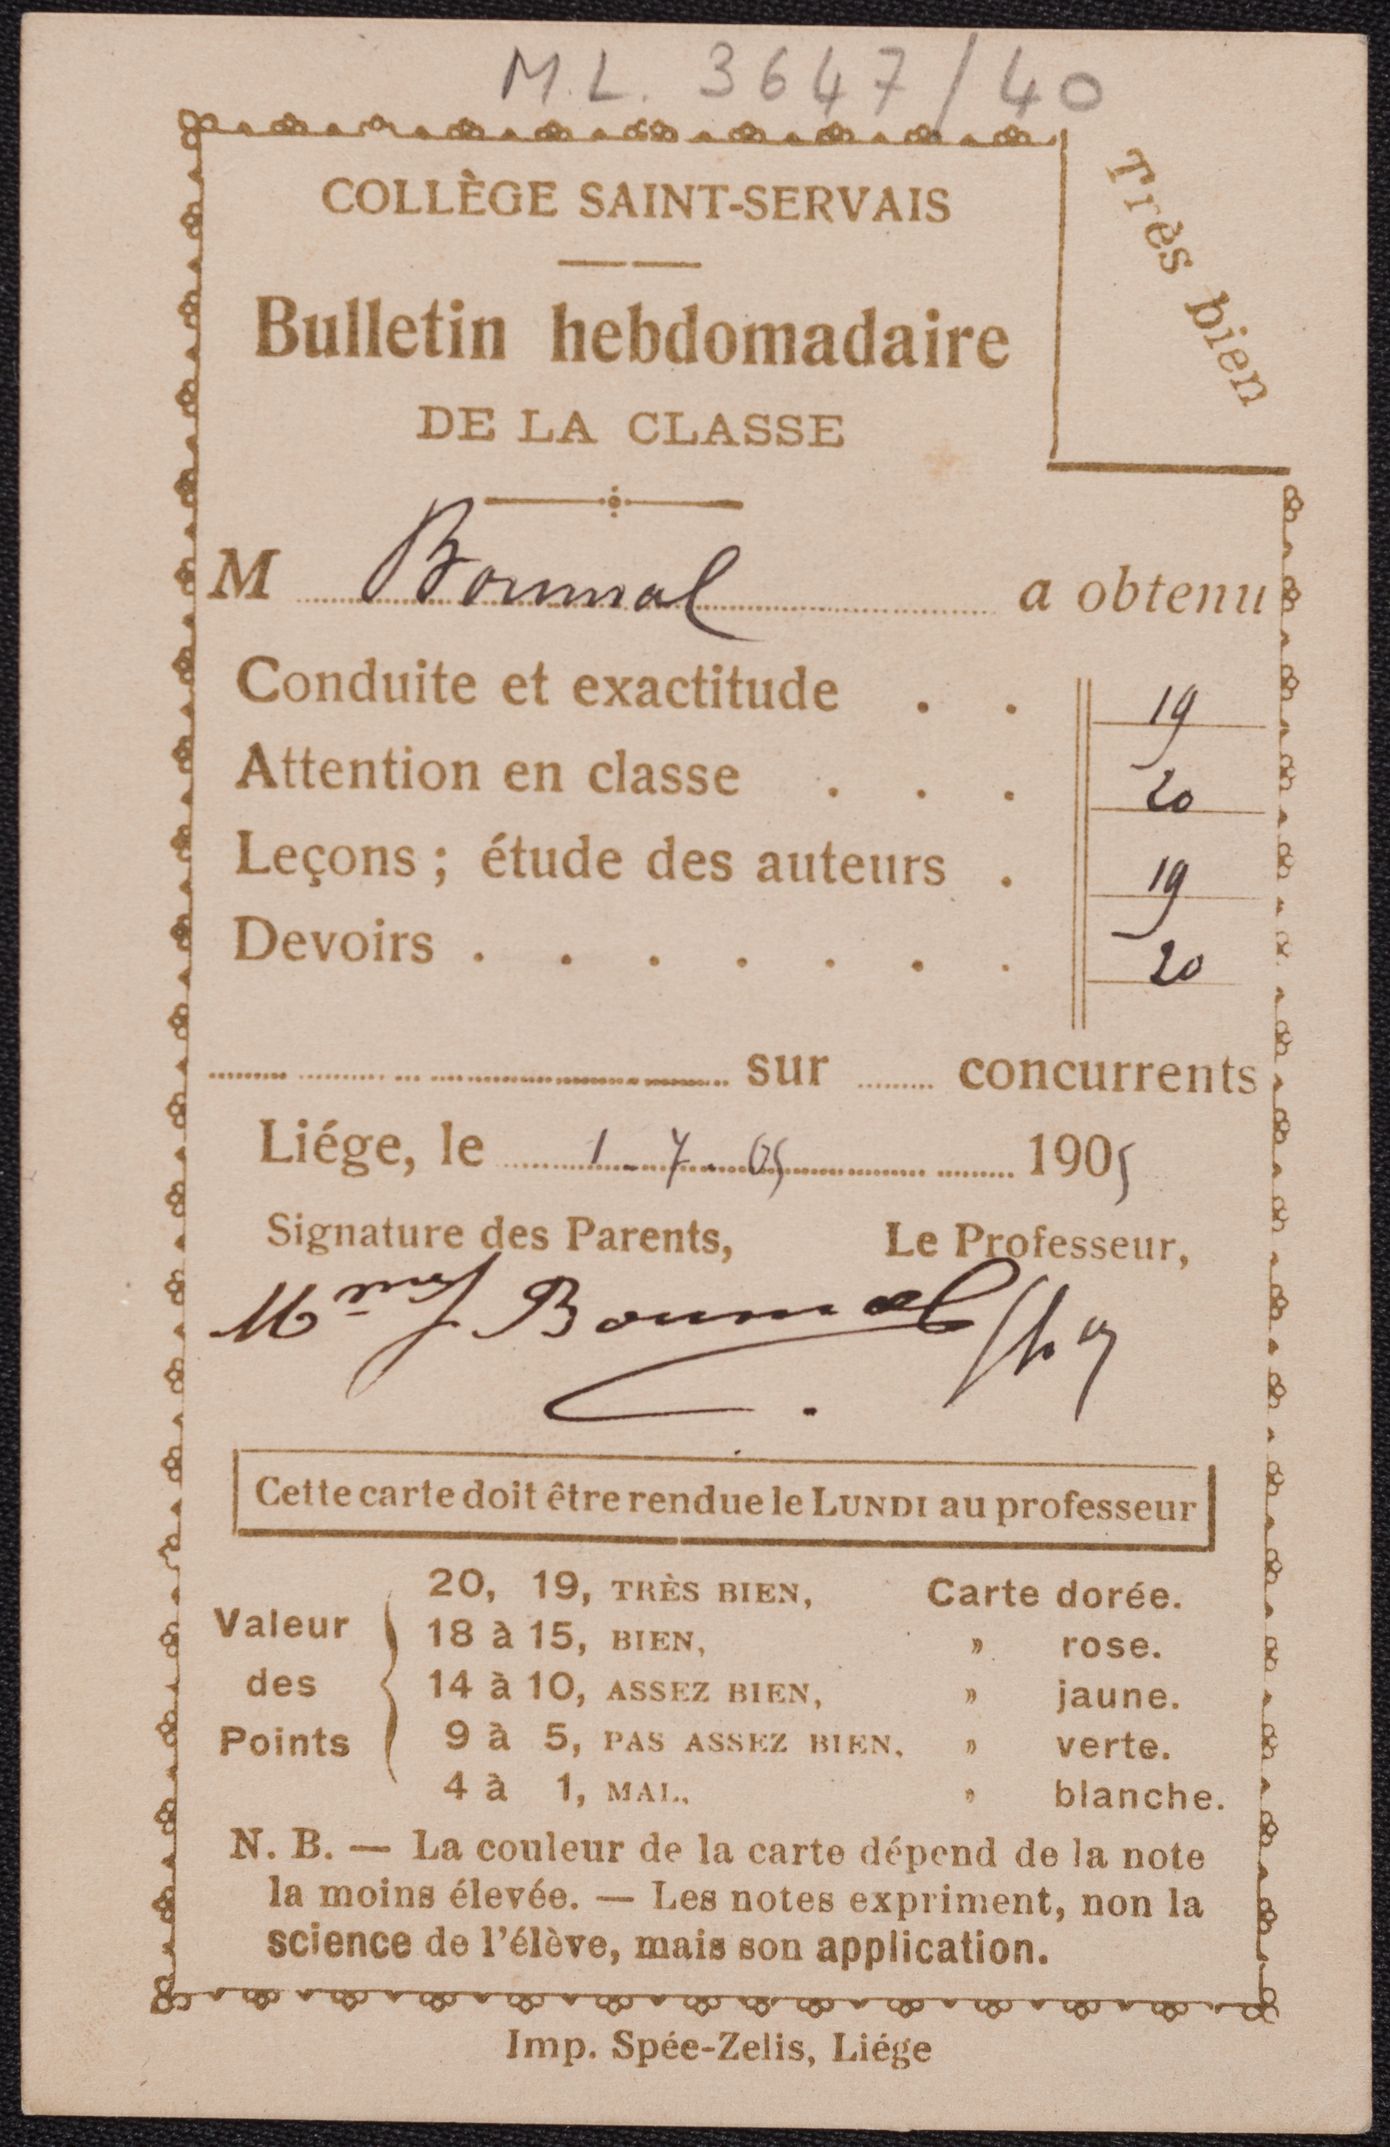 M.L. 3647/40
COLLÈGE SAINT-SERVAIS
Très bien
Bulletin hebdomadaire
DE LA CLASSE
M Boumal a obtenu
Conduite et exactitude . . 19
Attention en classe . . . 20
Leçons ; étude des auteurs . 19
Devoirs . . . . . . . 20
sur concurrents
Liége, le 1-7-05 1905
Signature des Parents, Le Professeur,
Boumal
Cette carte doit être rendue le LUNDI au professeur
Valeur des Points
20, 19, TRÈS BIEN, Carte dorée.
18 à 15, BIEN, » rose.
14 à 10, ASSEZ BIEN, » jaune.
9 à 5, PAS ASSEZ BIEN, » verte.
4 à 1, MAL, » blanche.
N. B. — La couleur de la carte dépend de la note
la moins élevée. — Les notes expriment, non la
science de l'élève, mais son application.
Imp. Spée-Zelis, Liége